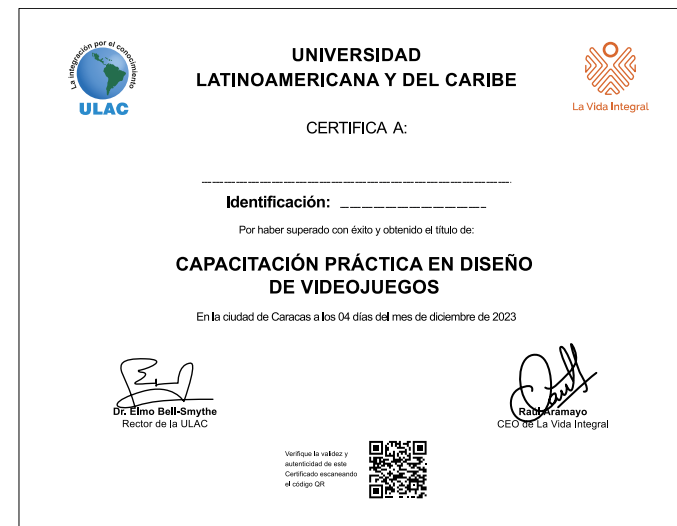 La integración por el conocimiento
ULAC
UNIVERSIDAD
LATINOAMERICANA Y DEL CARIBE
La Vida Integral
CERTIFICA A:
Identificación:
Por haber superado con éxito y obtenido el título de:
CAPACITACIÓN PRÁCTICA EN DISEÑO
DE VIDEOJUEGOS
En la ciudad de Caracas a los 04 días del mes de diciembre de 2023
Dr. Elmo Bell-Smythe
Rector de la ULAC
Raúl Aramayo
CEO de La Vida Integral
Verifique la validez y
autenticidad de este
Certificado escaneando
el código QR